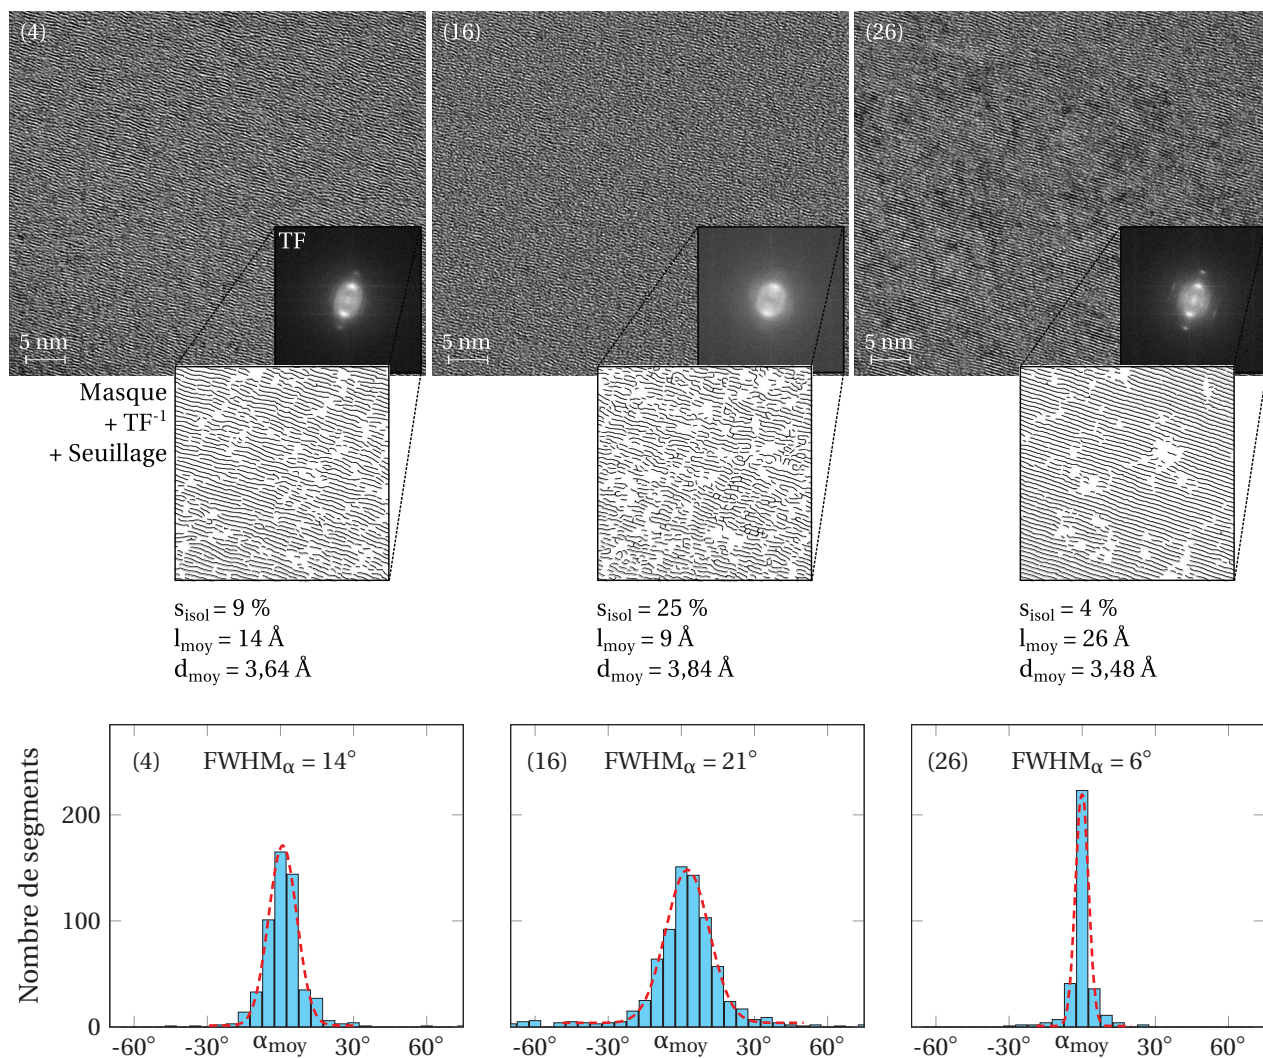 (4) (16) (26)
TF
5 nm 5 nm 5 nm
Masque
+ TF-1
+ Seuillage
sisol = 9 % sisol = 25 % sisol = 4 %
lmoy = 14 Å lmoy = 9 Å lmoy = 26 Å
dmoy = 3,64 Å dmoy = 3,84 Å dmoy = 3,48 Å
Nombre de segments
(4) FWHMα = 14° (16) FWHMα = 21° (26) FWHMα = 6°
200
100
0
-60° -30° αmoy 30° 60° -60° -30° αmoy 30° 60° -60° -30° αmoy 30° 60°